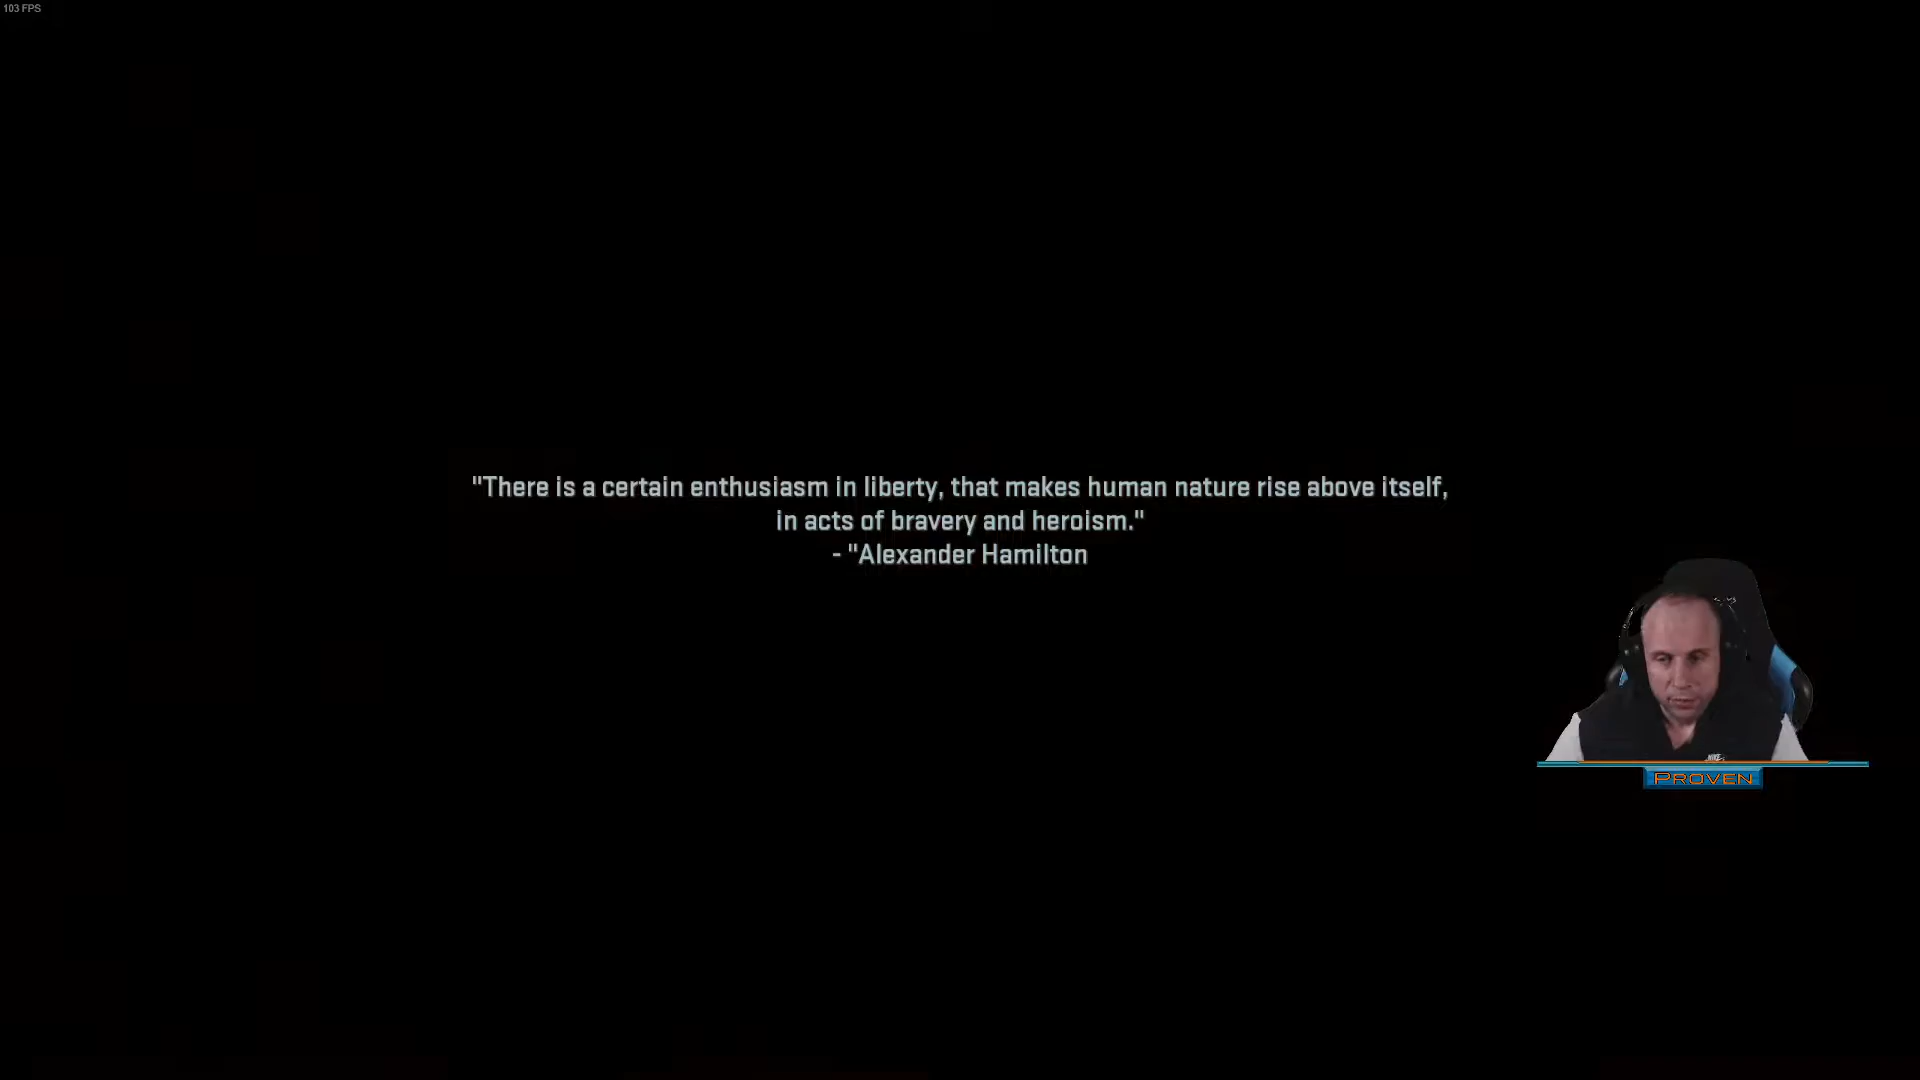 103 FPS
"There is a certain enthusiasm in liberty, that makes human nature rise above itself,
in acts of bravery and heroism."
- "Alexander Hamilton
NIKE
PROVEN